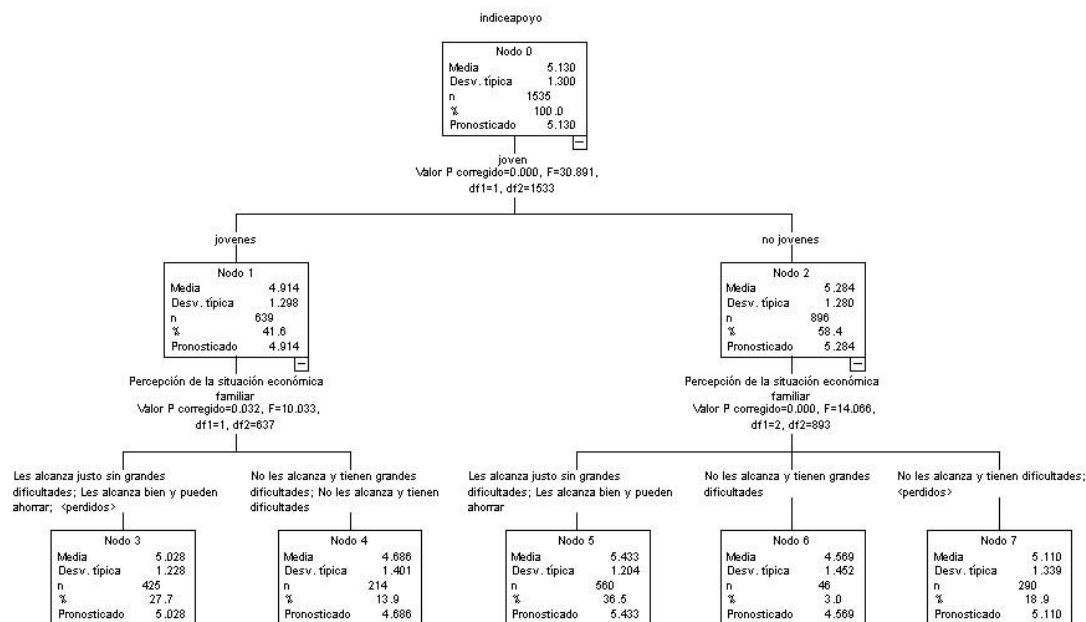 indiceapoyo
Nodo 0
Media 5.130
Desv. típica 1.300
n 1535
% 100.0
Pronosticado 5.130
joven
Valor P corregido=0.000, F=30.891,
df1=1, df2=1533
jovenes
no jovenes
Nodo 1
Media 4.914
Desv. típica 1.298
n 639
% 41.6
Pronosticado 4.914
Nodo 2
Media 5.284
Desv. típica 1.280
n 896
% 58.4
Pronosticado 5.284
Percepción de la situación económica
familiar
Valor P corregido=0.032, F=10.033,
df1=1, df2=637
Percepción de la situación económica
familiar
Valor P corregido=0.000, F=14.066,
df1=2, df2=893
Les alcanza justo sin grandes
dificultades; Les alcanza bien y pueden
ahorrar; <perdidos>
No les alcanza y tienen grandes
dificultades; No les alcanza y tienen
dificultades
Les alcanza justo sin grandes
dificultades; Les alcanza bien y pueden
ahorrar
No les alcanza y tienen grandes
dificultades
No les alcanza y tienen dificultades;
<perdidos>
Nodo 3
Media 5.028
Desv. típica 1.228
n 425
% 27.7
Pronosticado 5.028
Nodo 4
Media 4.686
Desv. típica 1.401
n 214
% 13.9
Pronosticado 4.686
Nodo 5
Media 5.433
Desv. típica 1.204
n 560
% 36.5
Pronosticado 5.433
Nodo 6
Media 4.569
Desv. típica 1.452
n 46
% 3.0
Pronosticado 4.569
Nodo 7
Media 5.110
Desv. típica 1.339
n 290
% 18.9
Pronosticado 5.110